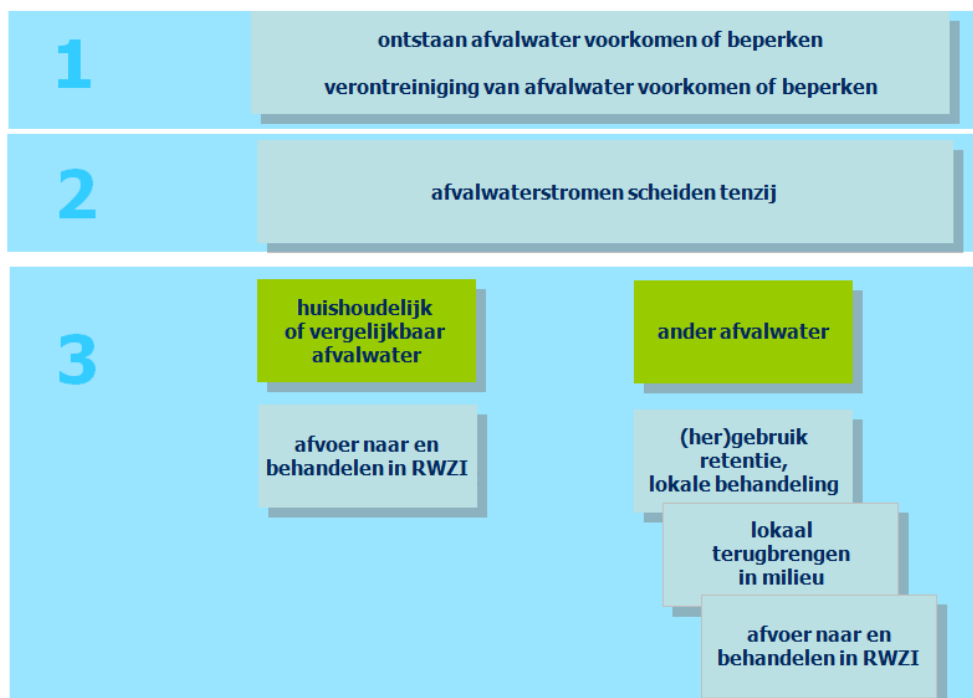 1
ontstaan afvalwater voorkomen of beperken
verontreiniging van afvalwater voorkomen of beperken
2
afvalwaterstromen scheiden tenzij
3
huishoudelijk
of vergelijkbaar
afvalwater
afvoer naar en
behandelen in RWZI
ander afvalwater
(her)gebruik
retentie,
lokale behandeling
lokaal
terugbrengen
in milieu
afvoer naar en
behandelen in RWZI